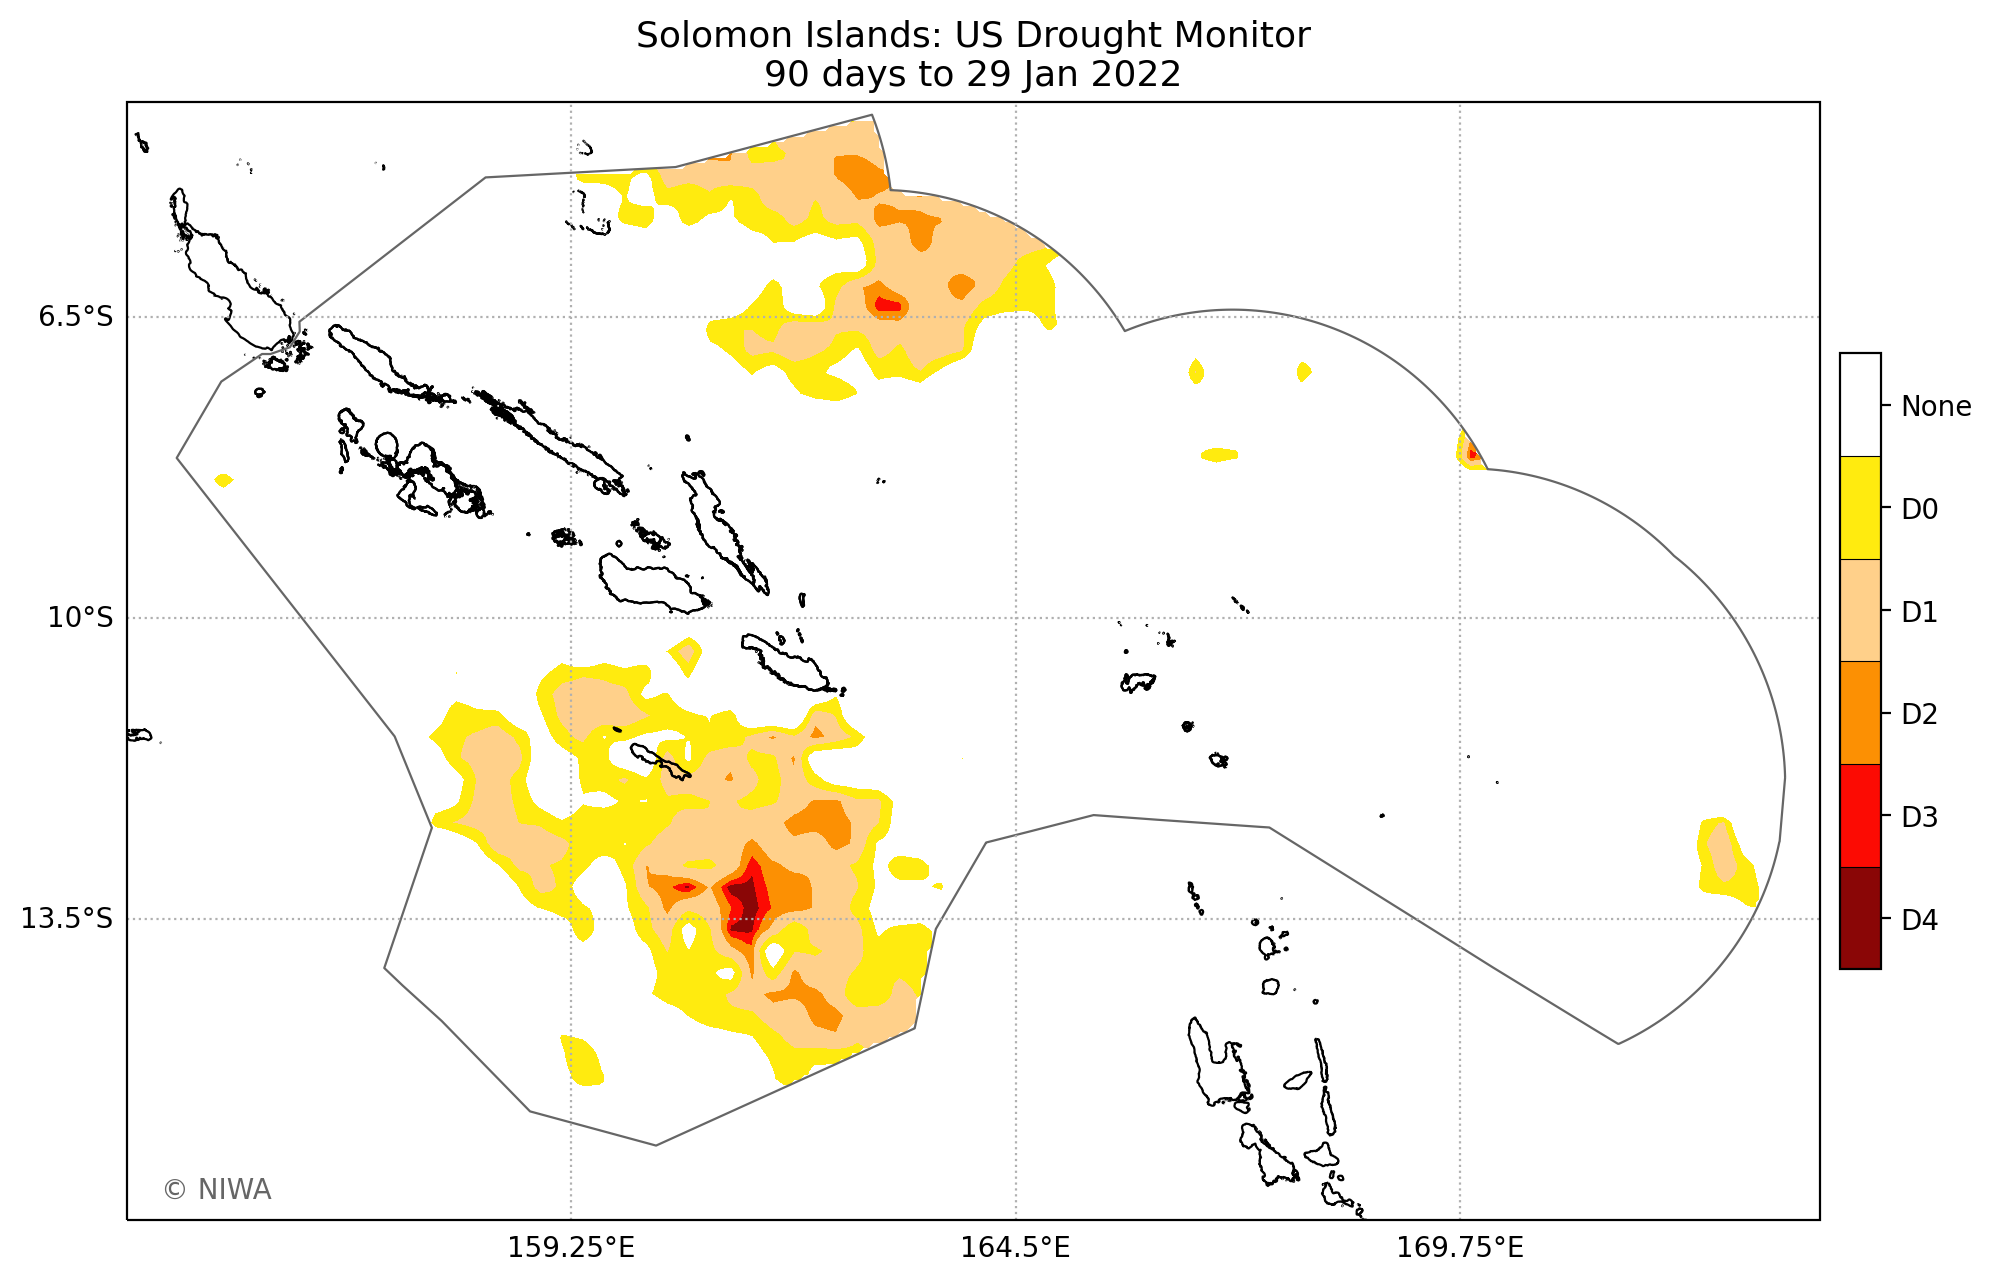 Solomon Islands: US Drought Monitor
90 days to 29 Jan 2022
6.5°S
10°S
13.5°S
159.25°E
164.5°E
169.75°E
None
D0
D1
D2
D3
D4
© NIWA